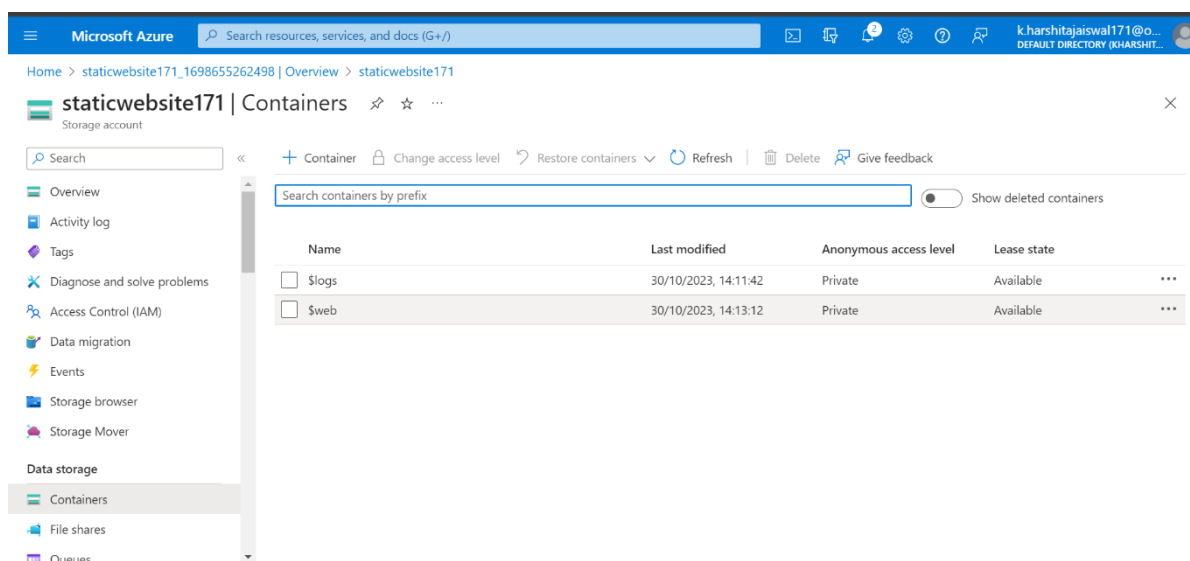 Microsoft Azure
Search resources, services, and docs (G+/)
2
k.harshitajaiswal171@o...
DEFAULT DIRECTORY (KHARSHIT...
Home > staticwebsite171_1698655262498 | Overview > staticwebsite171
staticwebsite171 | Containers ...
Storage account
Search
Overview
Activity log
Tags
Diagnose and solve problems
Access Control (IAM)
Data migration
Events
Storage browser
Storage Mover
Data storage
Containers
File shares
Queues
+ Container Change access level Restore containers Refresh Delete Give feedback
Search containers by prefix
Show deleted containers
Name Last modified Anonymous access level Lease state
$logs 30/10/2023, 14:11:42 Private Available ...
$web 30/10/2023, 14:13:12 Private Available ...